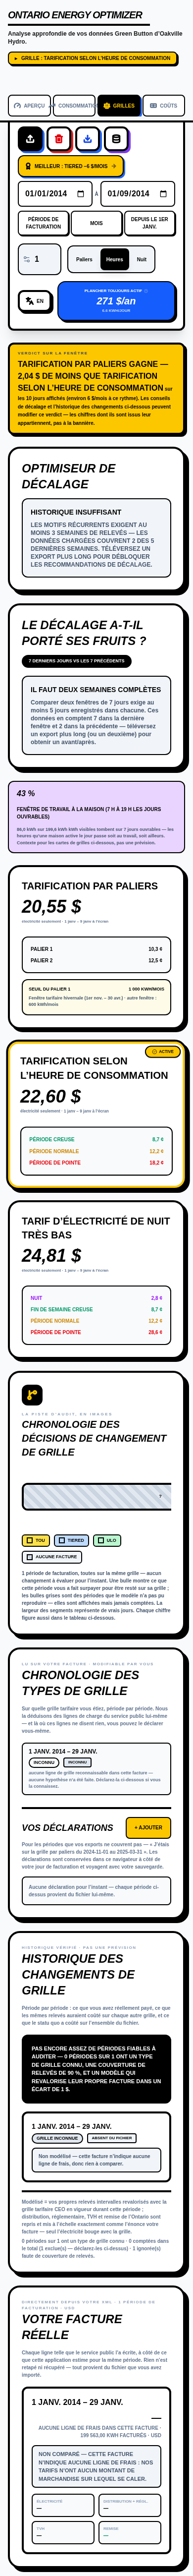 ONTARIO ENERGY OPTIMIZER
Analyse approfondie de vos données Green Button d'Oakville
Hydro.
► GRILLE : TARIFICATION SELON L'HEURE DE CONSOMMATION
APERÇU
CONSOMMATION
GRILLES
COÛTS
MEILLEUR : TIERED −6 $/MOIS →
01/01/2014
À
01/09/2014
PÉRIODE DE
FACTURATION
MOIS
DEPUIS LE 1ER
JANV.
1
Paliers
Heures
Nuit
EN
PLANCHER TOUJOURS ACTIF
271 $/an
VERDICT SUR LA FENÊTRE
TARIFICATION PAR PALIERS GAGNE —
2,04 $ DE MOINS QUE TARIFICATION
SELON L'HEURE DE CONSOMMATION sur
les 10 jours affichés (environ 6 $/mois à ce rythme). Les conseils
de décalage et l'historique des changements ci-dessous peuvent
modifier ce verdict — lisez-les avant d'appeler votre fournisseur,
appartement, pas à la bannière.
OPTIMISEUR DE
DÉCALAGE
HISTORIQUE INSUFFISANT
LES MOTIFS RÉCURRENTS EXIGENT AU
MOINS 3 SEMAINES DE RELEVÉS — LES
DONNÉES CHARGÉES COUVRENT 2 DES 5
DERNIÈRES SEMAINES. TÉLÉVERSEZ UN
EXPORT PLUS LONG POUR DÉBLOQUER
LES RECOMMANDATIONS DE DÉCALAGE.
LE DÉCALAGE A-T-IL
PORTÉ SES FRUITS ?
7 DERNIERS JOURS VS LES 7 PRÉCÉDENTS
IL FAUT DEUX SEMAINES COMPLÈTES
Comparer deux fenêtres de 7 jours exige au
moins 5 jours enregistrés dans chacune. Ces
données en comptent 7 dans la dernière
fenêtre et 2 dans la précédente. Téléversez
un export plus long (ou un deuxième) pour
obtenir un avant/après.
43 %
FENÊTRE DE TRAVAIL À LA MAISON (7 H À 19 H LES JOURS
OUVRABLES)
86,0 kWh sur 199,6 kWh kWh visibles tombent sur 7 jours ouvrables — les
heures qu'une maison active le jour passe soit au travail, soit ailleurs.
Contexte pour les cartes de grilles ci-dessous, pas une prévision.
TARIFICATION PAR PALIERS
20,55 $
électricité seulement · 1 janv – 9 janv à l'écran
PALIER 1
10,3 ¢
PALIER 2
12,5 ¢
SEUIL DU PALIER 1
1 000 KWH/MOIS
Fenêtre tarifaire hivernale (1er nov. – 30 avr.) · autre fenêtre :
600 kWh/mois
ACTIVE
TARIFICATION SELON
L'HEURE DE CONSOMMATION
22,60 $
électricité seulement · 1 janv – 9 janv à l'écran
PÉRIODE CREUSE
8,7 ¢
PÉRIODE NORMALE
12,2 ¢
PÉRIODE DE POINTE
18,2 ¢
TARIF D'ÉLECTRICITÉ DE NUIT
TRÈS BAS
24,81 $
électricité seulement · 1 janv – 9 janv à l'écran
NUIT
2,8 ¢
FIN DE SEMAINE CREUSE
8,7 ¢
PÉRIODE NORMALE
12,2 ¢
PÉRIODE DE POINTE
28,6 ¢
LA PISTE D'AUDIT, EN IMAGES
CHRONOLOGIE DES
DÉCISIONS DE CHANGEMENT
DE GRILLE
?
TOU
TIERED
ULO
AUCUNE FACTURE
1 période de facturation, toutes sur la même grille — aucun
changement à évaluer pour l'instant. Une bulle montre ce que
cette période vous a fait surpayer pour être resté sur sa grille ;
les bulles grises sont des périodes que le modèle n'a pas pu
reproduire — elles sont affichées mais jamais comptées. La
largeur des segments représente de vrais jours. Chaque chiffre
figure aussi dans le tableau ci-dessous.
LU SUR VOTRE FACTURE · MODIFIABLE PAR VOUS
CHRONOLOGIE DES
TYPES DE GRILLE
Sur quelle grille tarifaire vous étiez, période par période. Nous
la déduisons des lignes de charge du service public lui-même
— et là où ces lignes ne disent rien, vous pouvez le déclarer
vous-même.
1 JANV. 2014 – 29 JANV.
INCONNU
INCONNU
aucune ligne de grille reconnaissable dans cette facture —
aucune hypothèse n'a été faite. Déclarez-la ci-dessous si vous
la connaissez.
VOS DÉCLARATIONS
+ AJOUTER
Pour les périodes que vos exports ne couvrent pas — « J'étais
sur la grille par paliers du 2024-11-01 au 2025-03-31 ». Les
déclarations sont conservées dans ce navigateur à côté de
votre jour de facturation et voyagent avec votre sauvegarde.
Aucune déclaration pour l'instant — chaque période ci-
dessus provient du fichier lui-même.
HISTORIQUE VÉRIFIÉ · PAS UNE PRÉVISION
HISTORIQUE DES
CHANGEMENTS DE
GRILLE
Période par période : ce que vous avez réellement payé, ce que
les mêmes relevés auraient coûté sur chaque autre grille, et ce
que le statu quo a coûté sur l'ensemble du fichier.
PAS ENCORE ASSEZ DE PÉRIODES FIABLES À
AUDITER — 0 PÉRIODES SUR 1 ONT UN TYPE
DE GRILLE CONNU, UNE COUVERTURE DE
RELEVÉS DE 90 %, ET UN MODÈLE QUI
REVALORISE LEUR PROPRE FACTURE DANS UN
ÉCART DE 1 $.
1 JANV. 2014 – 29 JANV.
GRILLE INCONNUE
ABSENT DU FICHIER
Non modélisé — cette facture n'indique aucune
ligne de grille, donc rien à comparer.
Modélisé = vos propres relevés intervalles revalorisés avec la
grille tarifaire CEO en vigueur durant cette période ;
distribution, réglementaire, TVH et remise de l'Ontario sont
repris et mis à l'échelle exactement comme l'énonce votre
facture — seul l'électricité bouge avec la grille.
0 périodes sur 1 ont un type de grille connu · 0 comptées dans
le total (1 exclue(s) — déclarez-les ci-dessus) · 1 ignorée(s)
faute de couverture de relevés.
DIRECTEMENT DEPUIS VOTRE XML · 1 PÉRIODE DE
FACTURATION · USD
VOTRE FACTURE
RÉELLE
Chaque ligne telle que le service public l'a écrite, à côté de ce
que cette application estime pour la même période. Rien n'est
retapé ni récupéré — tout provient du fichier que vous avez
importé.
1 JANV. 2014 – 29 JANV.
—
AUCUNE LIGNE DE FRAIS DANS CETTE FACTURE ·
199 563,00 KWH FACTURÉS · USD
NON COMPARÉ — CETTE FACTURE
N'INDIQUE AUCUNE LIGNE DE FRAIS : NOS
TARIFS N'ONT AUCUN MONTANT DE
MARCHANDISE SUR LEQUEL SE CALER.
ÉLECTRICITÉ
—
DISTRIBUTION + RÉGL.
—
TVH
—
REMISE
—